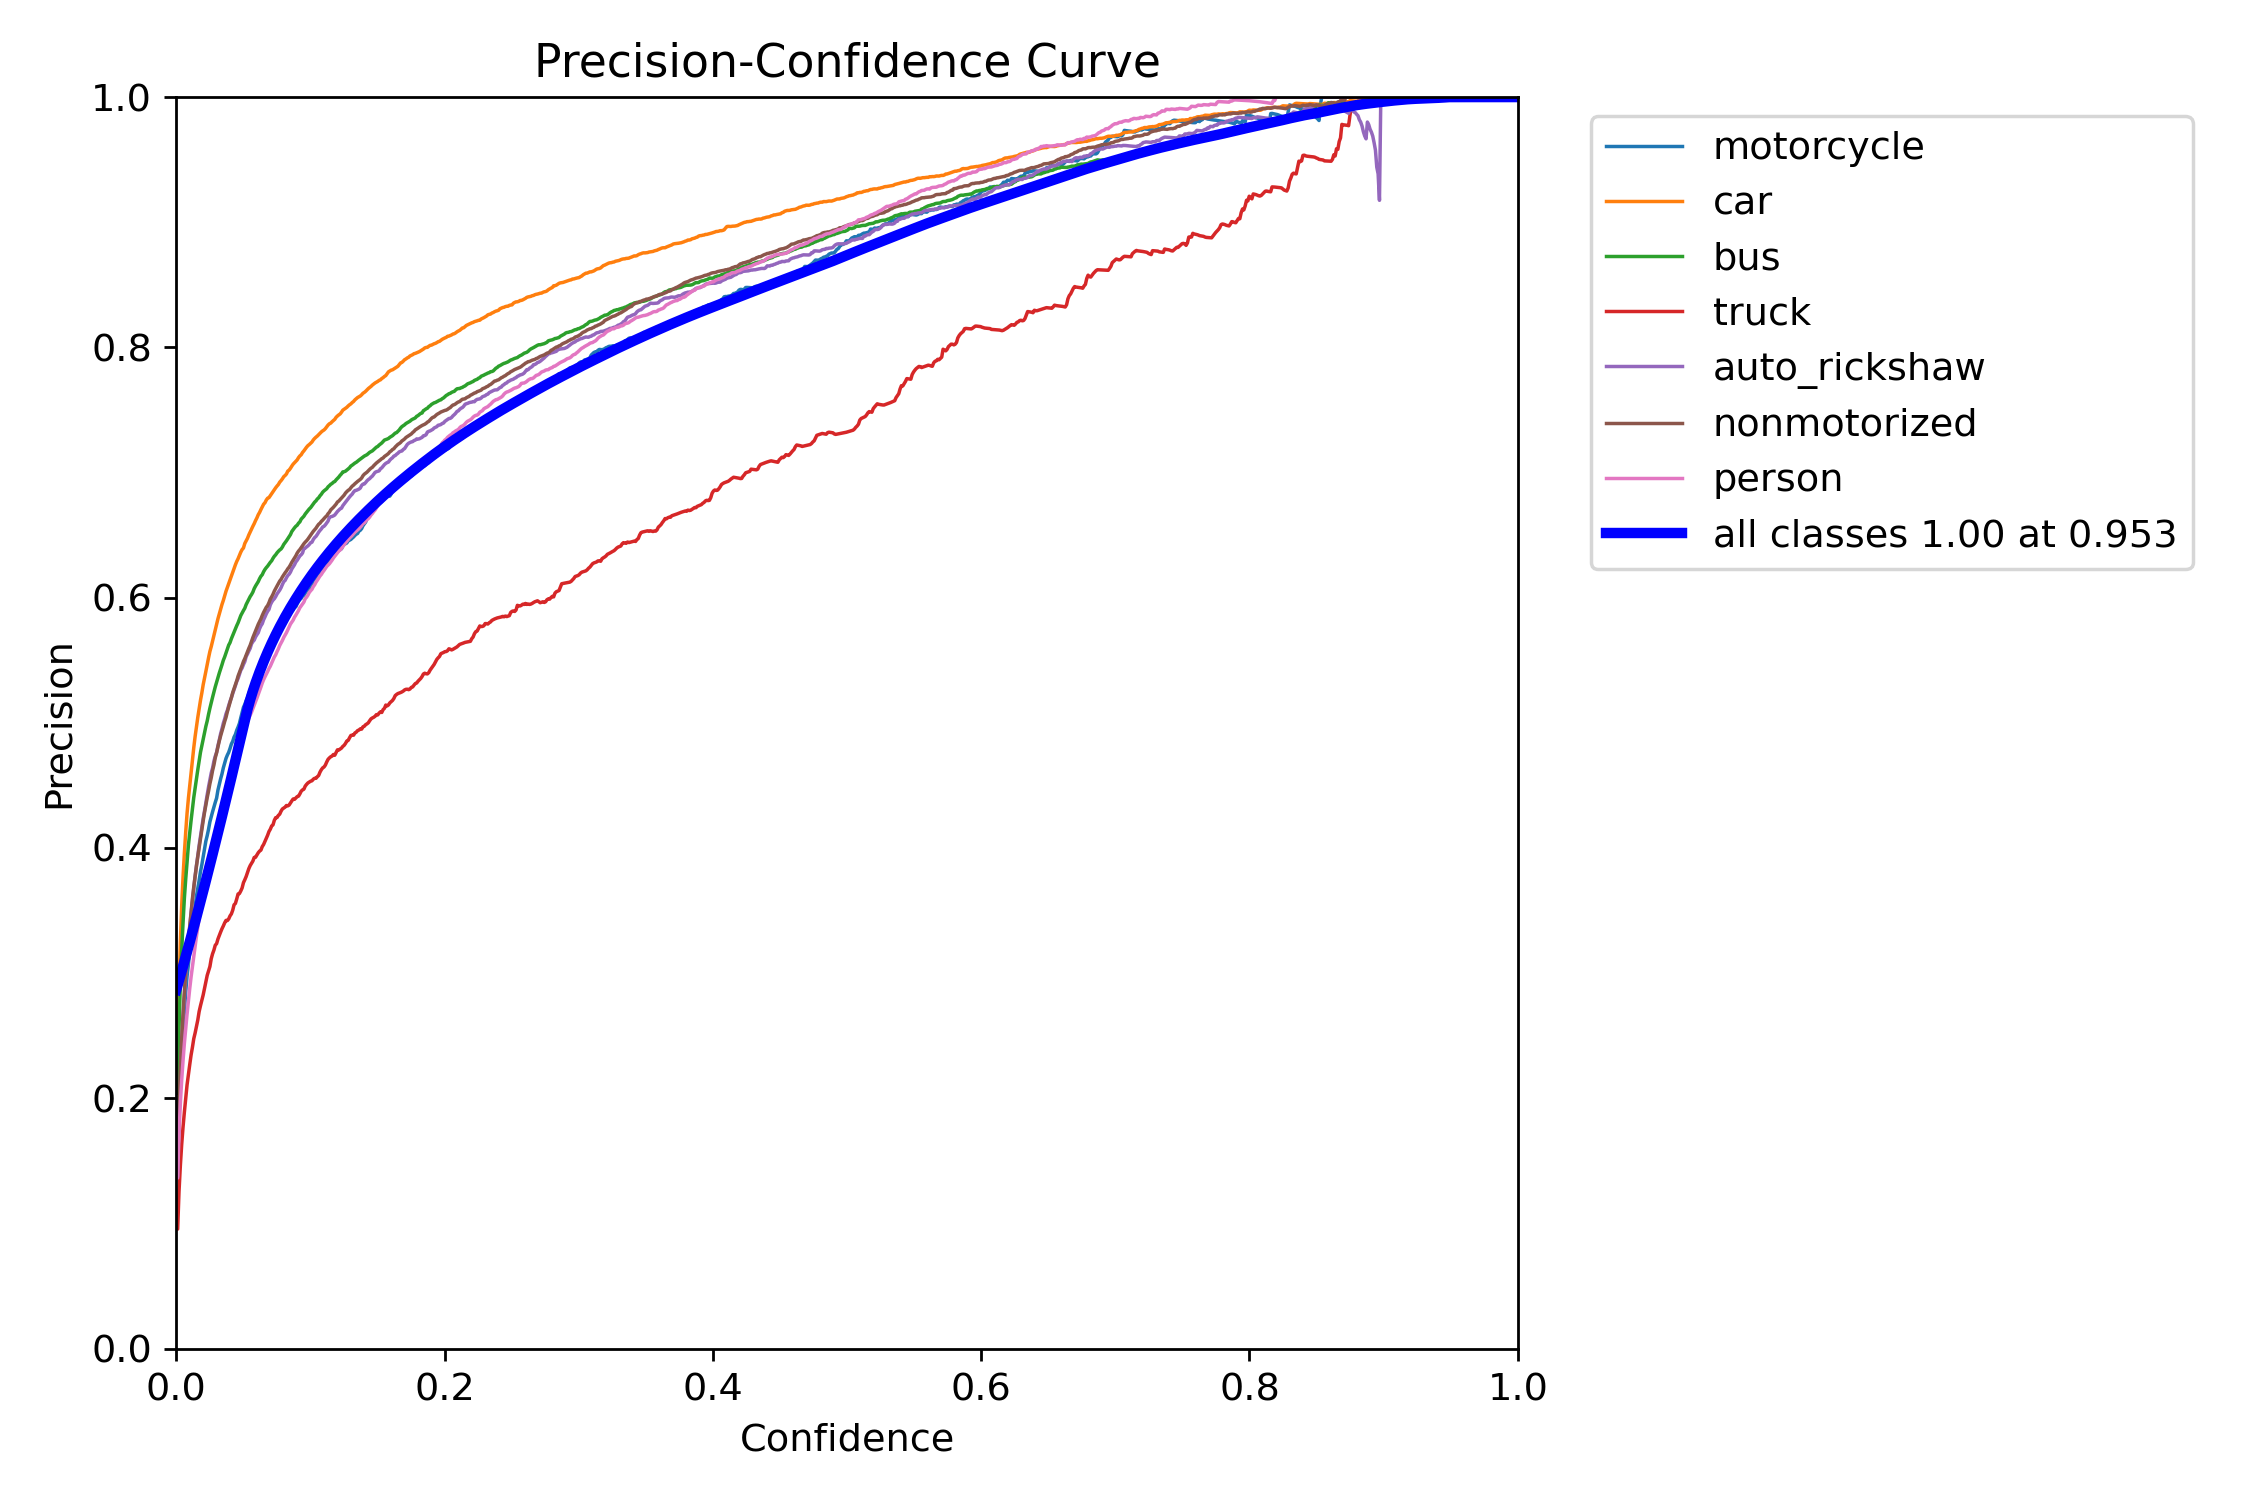 Precision-Confidence Curve
1.0
0.8
0.6
0.4
0.2
0.0
Precision
0.0 0.2 0.4 0.6 0.8 1.0
Confidence
motorcycle
car
bus
truck
auto_rickshaw
nonmotorized
person
all classes 1.00 at 0.953